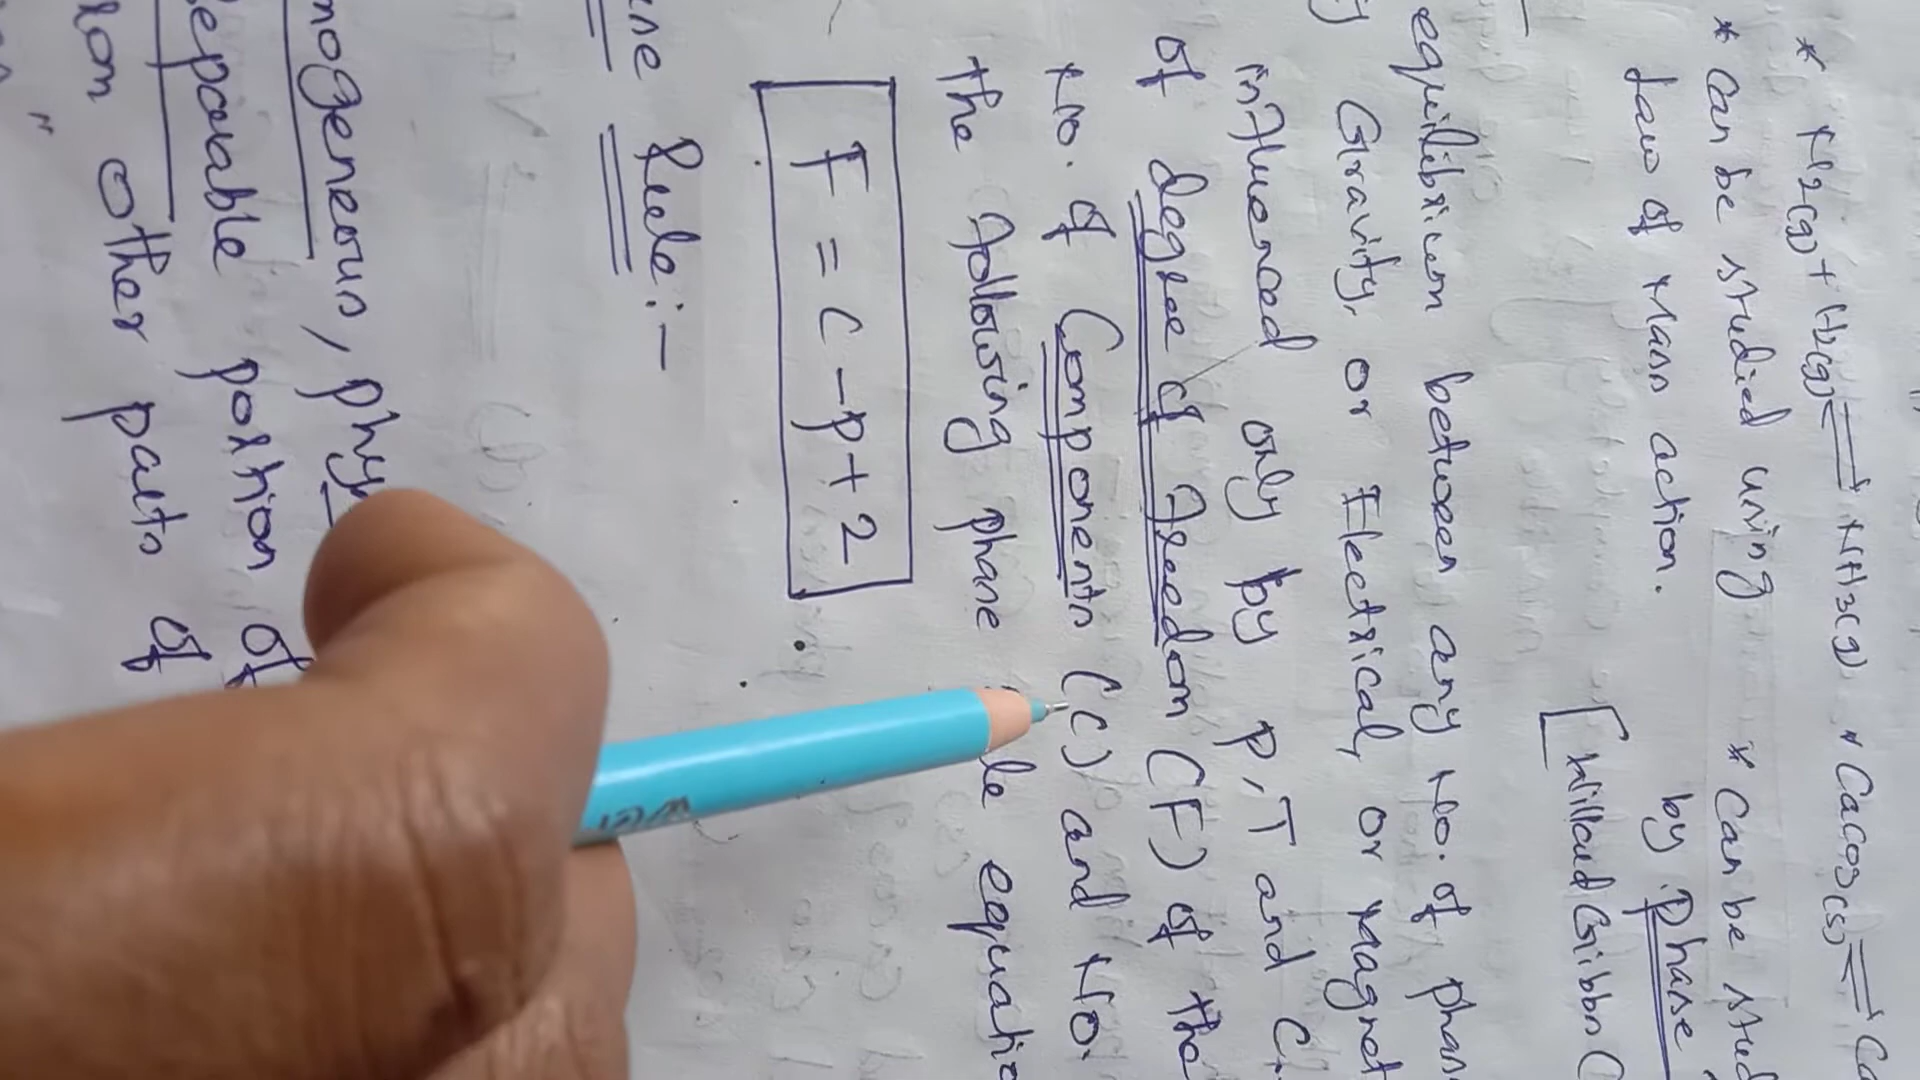 * N2(g) + H2(g) ⇌ NH3(g) * CaCO3(s) ⇌ Ca
* Can be studied using * Can be stud
Law of Mass action. by Phase
[Willard Gibbs (
equilibrium between any No. of phas
y Gravity, or Electrical, or Magnet
influenced only by P, T and C.
of degree of Freedom (F) of the
No. of Components (C) and No.
the following phase equatio
F = C - P + 2
Rule :-
mogeneous, phy
seperable portion of
other parts of
"